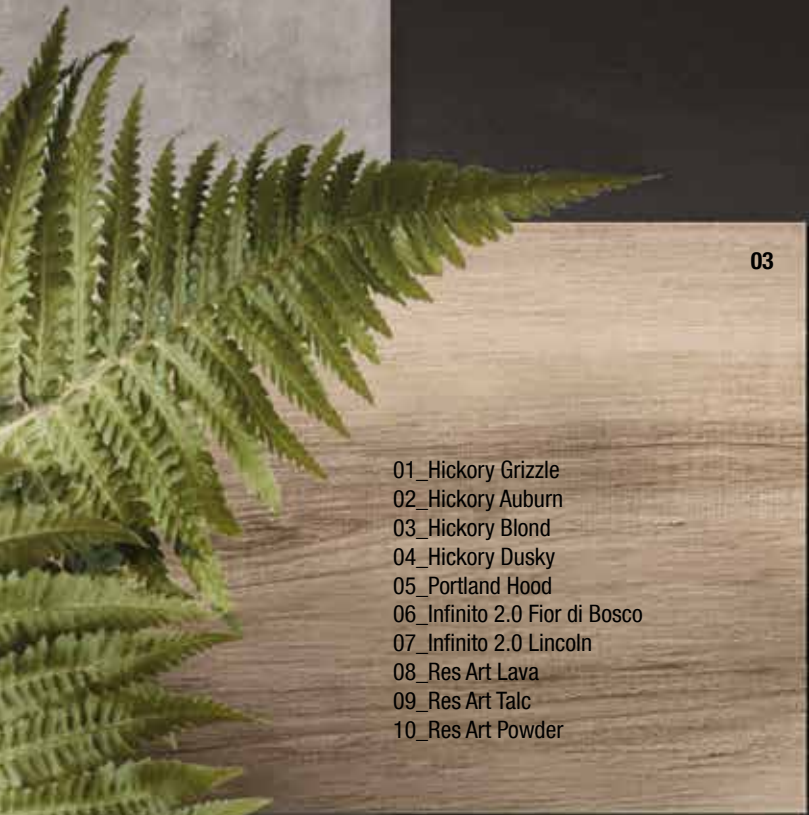 03
01_Hickory Grizzle
02_Hickory Auburn
03_Hickory Blond
04_Hickory Dusky
05_Portland Hood
06_Infinito 2.0 Fior di Bosco
07_Infinito 2.0 Lincoln
08_Res Art Lava
09_Res Art Talc
10_Res Art Powder